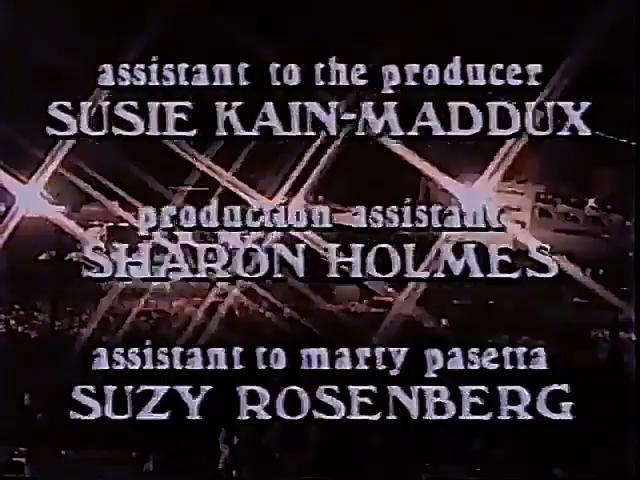 assistant to the producer
SUSIE KAIN-MADDUX
production assistant
SHARON HOLMES
assistant to marty pasetta
SUZY ROSENBERG